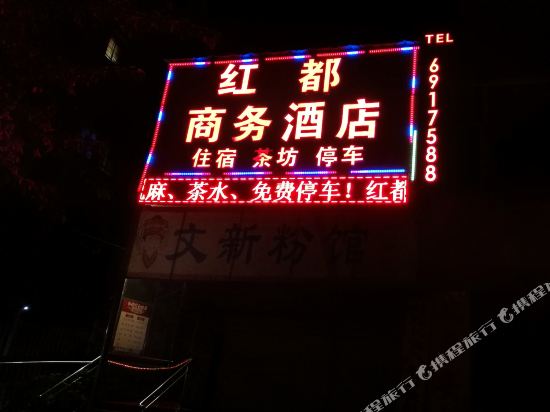 红都
商务酒店
住宿 茶坊 停车
麻、茶水、免费停车！红都
TEL
6917588
艾新粉馆
携程旅行
携程旅行